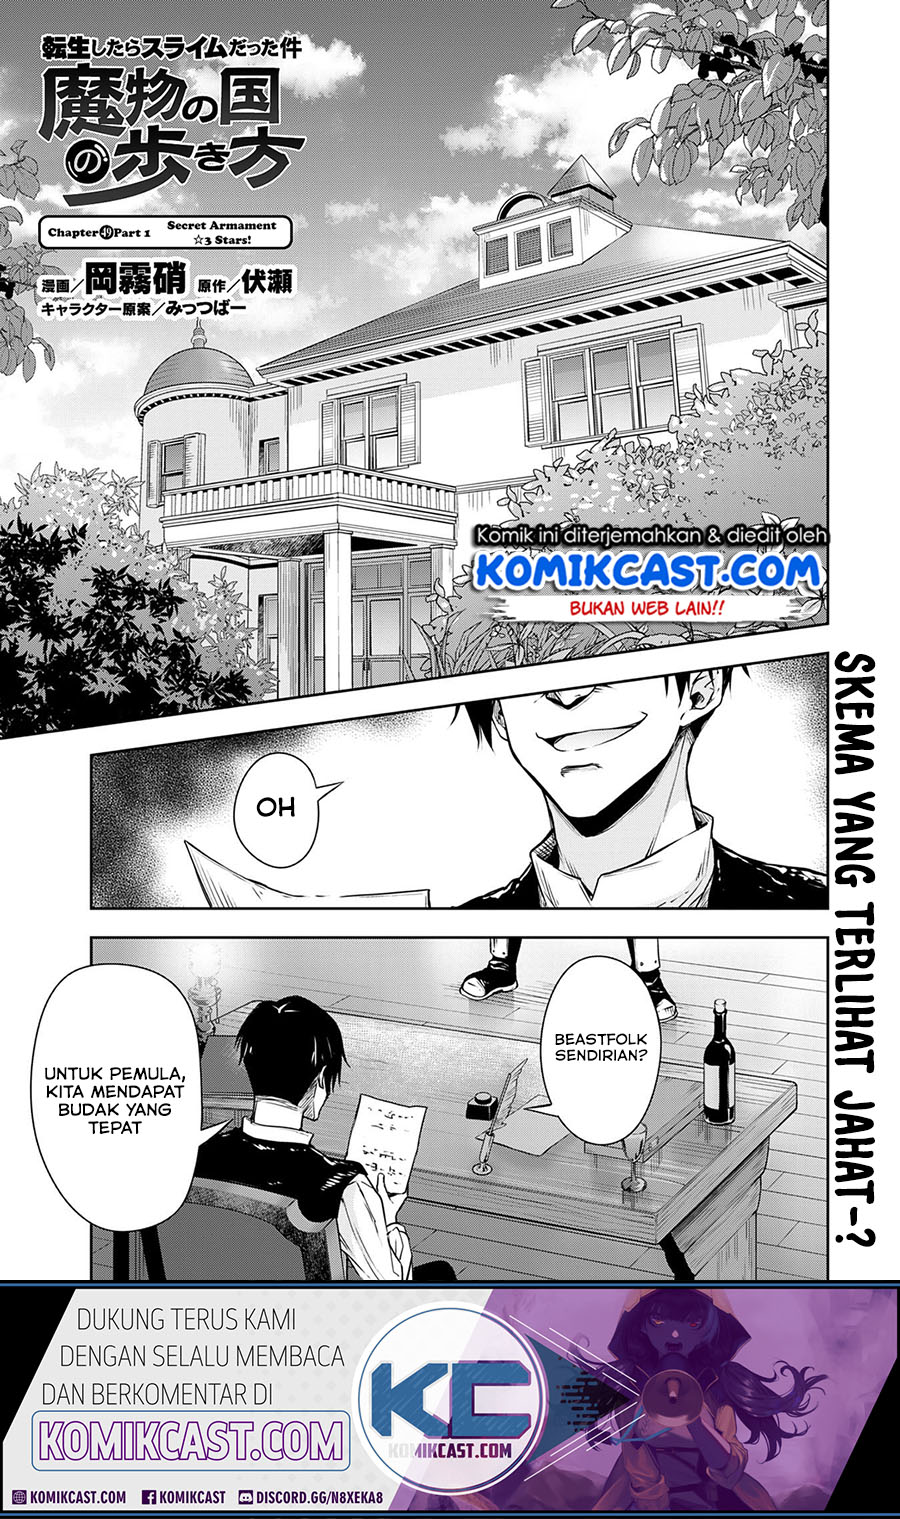 転生したらスライムだった件
魔物の国
の歩き方
Chapter 49 Part 1 Secret Armament
☆3 Stars!
漫画/岡霧硝 原作/伏瀬
キャラクター原案/みっつばー
Komik ini diterjemahkan & diedit oleh
KOMIKCAST.COM
BUKAN WEB LAIN!!
SKEMA YANG TERLIHAT JAHAT-?
OH
BEASTFOLK
SENDIRIAN?
UNTUK PEMULA,
KITA MENDAPAT
BUDAK YANG
TEPAT
DUKUNG TERUS KAMI
DENGAN SELALU MEMBACA
DAN BERKOMENTAR DI
KOMIKCAST.COM
KC
KOMIKCAST.COM
KOMIKCAST.COM KOMIKCAST DISCORD.GG/N8XEKA8